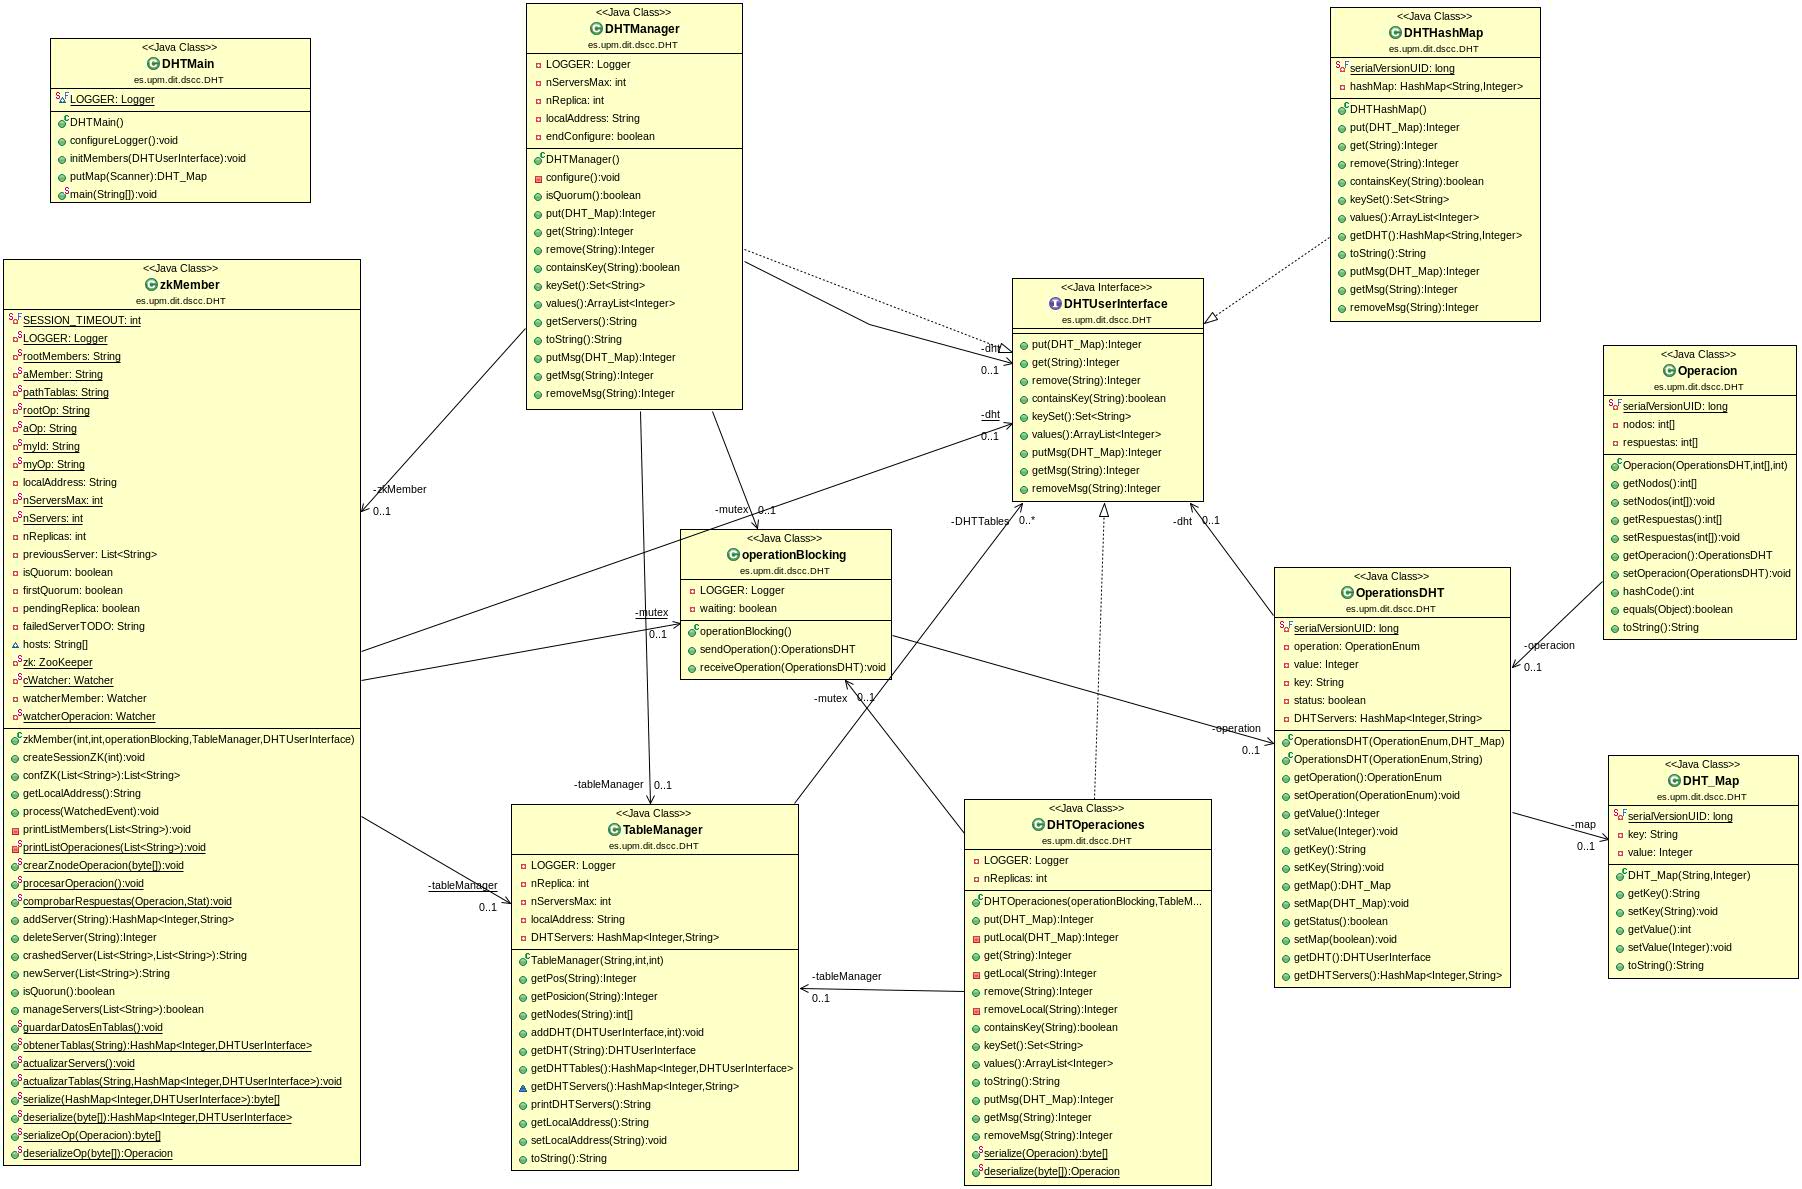 <<Java Class>>
DHTMain
es.upm.dit.dscc.DHT
LOGGER: Logger
DHTMain()
configureLogger():void
initMembers(DHTUserInterface):void
putMap(Scanner):DHT_Map
main(String[]):void
<<Java Class>>
DHTManager
es.upm.dit.dscc.DHT
LOGGER: Logger
nServersMax: int
nReplica: int
localAddress: String
endConfigure: boolean
DHTManager()
configure():void
isQuorum():boolean
put(DHT_Map):Integer
get(String):Integer
remove(String):Integer
containsKey(String):boolean
keySet():Set<String>
values():ArrayList<Integer>
getServers():String
toString():String
putMsg(DHT_Map):Integer
getMsg(String):Integer
removeMsg(String):Integer
<<Java Class>>
DHTHashMap
es.upm.dit.dscc.DHT
serialVersionUID: long
hashMap: HashMap<String,Integer>
DHTHashMap()
put(DHT_Map):Integer
get(String):Integer
remove(String):Integer
containsKey(String):boolean
keySet():Set<String>
values():ArrayList<Integer>
getDHT():HashMap<String,Integer>
toString():String
putMsg(DHT_Map):Integer
getMsg(String):Integer
removeMsg(String):Integer
<<Java Class>>
zkMember
es.upm.dit.dscc.DHT
SESSION_TIMEOUT: int
LOGGER: Logger
rootMembers: String
aMember: String
pathTablas: String
rootOp: String
aOp: String
myId: String
myOp: String
localAddress: String
nServersMax: int
nServers: int
nReplicas: int
previousServer: List<String>
isQuorum: boolean
firstQuorum: boolean
pendingReplica: boolean
failedServerTODO: String
hosts: String[]
zk: ZooKeeper
cWatcher: Watcher
watcherMember: Watcher
watcherOperacion: Watcher
zkMember(int,int,operationBlocking,TableManager,DHTUserInterface)
createSessionZK(int):void
confZK(List<String>):List<String>
getLocalAddress():String
process(WatchedEvent):void
printListMembers(List<String>):void
printListOperaciones(List<String>):void
crearZnodeOperacion(byte[]):void
procesarOperacion():void
comprobarRespuestas(Operacion,Stat):void
addServer(String):HashMap<Integer,String>
deleteServer(String):Integer
crashedServer(List<String>,List<String>):String
newServer(List<String>):String
isQuorun():boolean
manageServers(List<String>):boolean
guardarDatosEnTablas():void
obtenerTablas(String):HashMap<Integer,DHTUserInterface>
actualizarServers():void
actualizarTablas(String,HashMap<Integer,DHTUserInterface>):void
serialize(HashMap<Integer,DHTUserInterface>):byte[]
deserialize(byte[]):HashMap<Integer,DHTUserInterface>
serializeOp(Operacion):byte[]
deserializeOp(byte[]):Operacion
<<Java Interface>>
DHTUserInterface
es.upm.dit.dscc.DHT
put(DHT_Map):Integer
get(String):Integer
remove(String):Integer
containsKey(String):boolean
keySet():Set<String>
values():ArrayList<Integer>
putMsg(DHT_Map):Integer
getMsg(String):Integer
removeMsg(String):Integer
<<Java Class>>
Operacion
es.upm.dit.dscc.DHT
serialVersionUID: long
nodos: int[]
respuestas: int[]
Operacion(OperationsDHT,int[],int)
getNodos():int[]
setNodos(int[]):void
getRespuestas():int[]
setRespuestas(int[]):void
getOperacion():OperationsDHT
setOperacion(OperationsDHT):void
hashCode():int
equals(Object):boolean
toString():String
<<Java Class>>
operationBlocking
es.upm.dit.dscc.DHT
LOGGER: Logger
waiting: boolean
operationBlocking()
sendOperation():OperationsDHT
receiveOperation(OperationsDHT):void
<<Java Class>>
OperationsDHT
es.upm.dit.dscc.DHT
serialVersionUID: long
operation: OperationEnum
value: Integer
key: String
status: boolean
DHTServers: HashMap<Integer,String>
OperationsDHT(OperationEnum,DHT_Map)
OperationsDHT(OperationEnum,String)
getOperation():OperationEnum
setOperation(OperationEnum):void
getValue():Integer
setValue(Integer):void
getKey():String
setKey(String):void
getMap():DHT_Map
setMap(DHT_Map):void
getStatus():boolean
setMap(boolean):void
getDHT():DHTUserInterface
getDHTServers():HashMap<Integer,String>
<<Java Class>>
DHT_Map
es.upm.dit.dscc.DHT
serialVersionUID: long
key: String
value: Integer
DHT_Map(String,Integer)
getKey():String
setKey(String):void
getValue():int
setValue(Integer):void
toString():String
<<Java Class>>
TableManager
es.upm.dit.dscc.DHT
LOGGER: Logger
nReplica: int
nServersMax: int
localAddress: String
DHTServers: HashMap<Integer,String>
TableManager(String,int,int)
getPos(String):Integer
getPosicion(String):Integer
getNodes(String):int[]
addDHT(DHTUserInterface,int):void
getDHT(String):DHTUserInterface
getDHTTables():HashMap<Integer,DHTUserInterface>
getDHTServers():HashMap<Integer,String>
printDHTServers():String
getLocalAddress():String
setLocalAddress(String):void
toString():String
<<Java Class>>
DHTOperaciones
es.upm.dit.dscc.DHT
LOGGER: Logger
nReplicas: int
DHTOperaciones(operationBlocking,TableM...
put(DHT_Map):Integer
putLocal(DHT_Map):Integer
get(String):Integer
getLocal(String):Integer
remove(String):Integer
removeLocal(String):Integer
containsKey(String):boolean
keySet():Set<String>
values():ArrayList<Integer>
toString():String
putMsg(DHT_Map):Integer
getMsg(String):Integer
removeMsg(String):Integer
serialize(Operacion):byte[]
deserialize(byte[]):Operacion
-dht
0..1
-dht
0..1
-zkMember
0..1
-mutex 0..1
-DHTTables 0..*
-dht 0..1
-mutex
0..1
-operacion
0..1
-mutex 0..1
-operation
0..1
-tableManager 0..1
-map
0..1
-tableManager
0..1
-tableManager
0..1